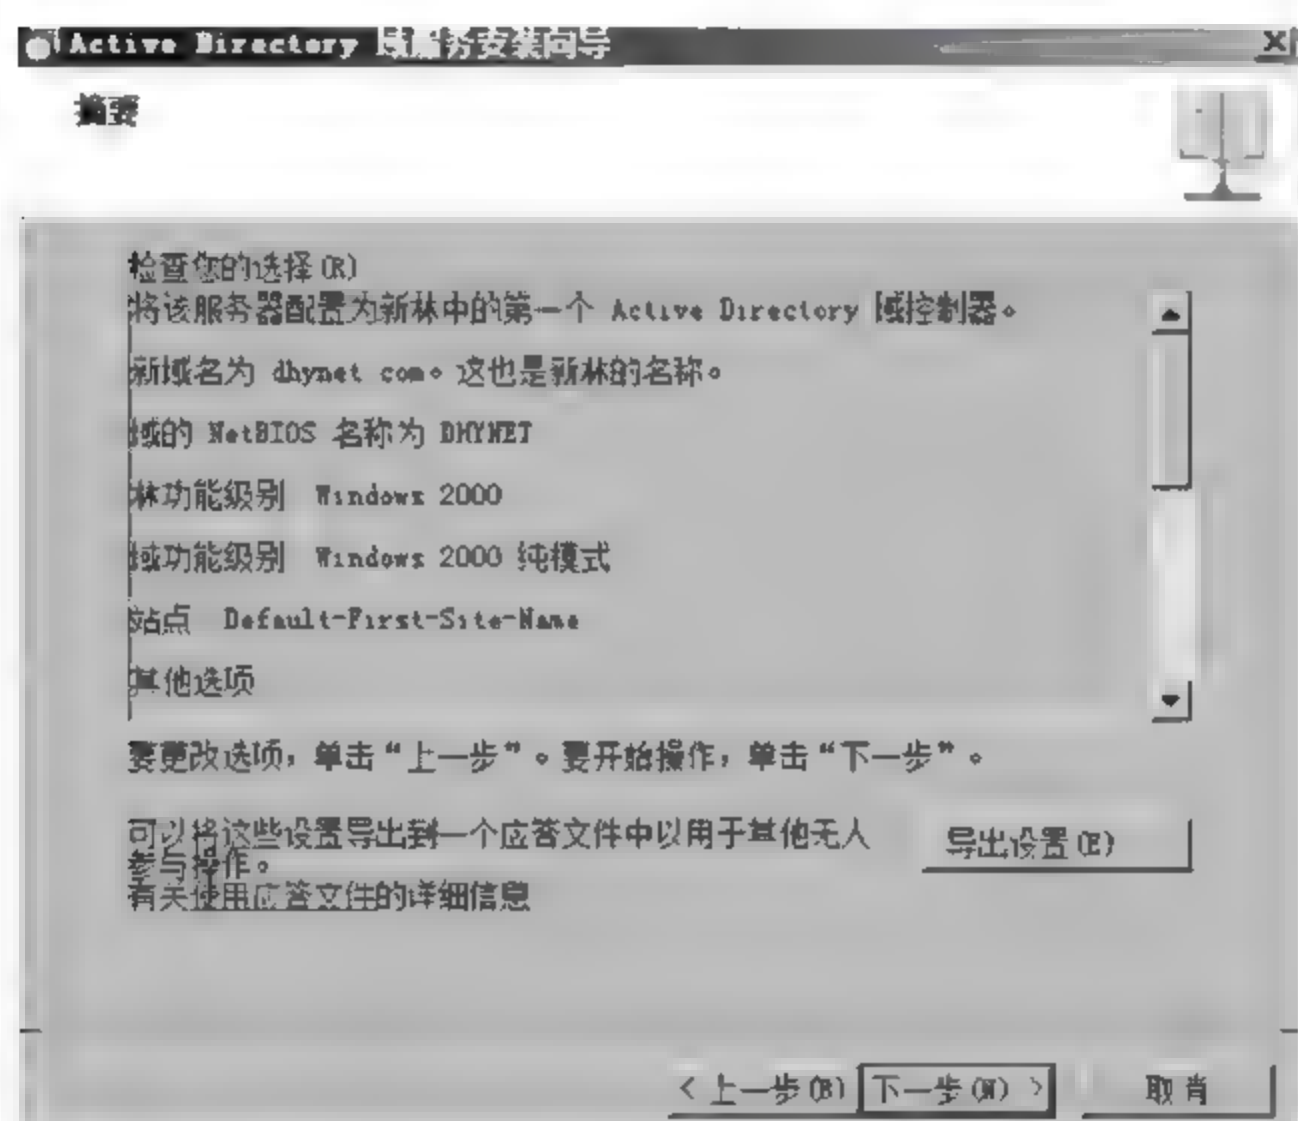 Active Directory 域服务安装向导
摘要
检查您的选择(R)
将该服务器配置为新林中的第一个 Active Directory 域控制器。
新域名为 dhynet com。这也是新林的名称。
域的 NetBIOS 名称为 DHYNET
林功能级别 Windows 2000
域功能级别 Windows 2000 纯模式
站点 Default-First-Site-Name
其他选项
要更改选项，单击“上一步”。要开始操作，单击“下一步”。
可以将这些设置导出到一个应答文件中以用于其他无人
参与操作。
导出设置(E)
有关使用应答文件的详细信息
< 上一步(B) 下一步(N) > 取消